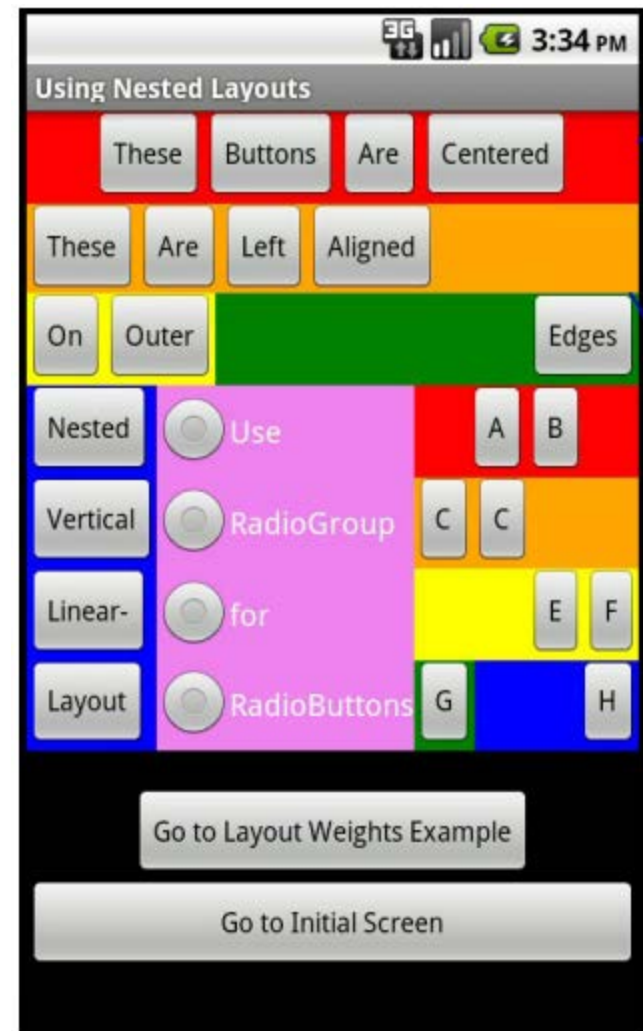 3G 3:34 PM
Using Nested Layouts
These Buttons Are Centered
These Are Left Aligned
On Outer Edges
Nested Use A B
Vertical RadioGroup C C
Linear- for E F
Layout RadioButtons G H
Go to Layout Weights Example
Go to Initial Screen